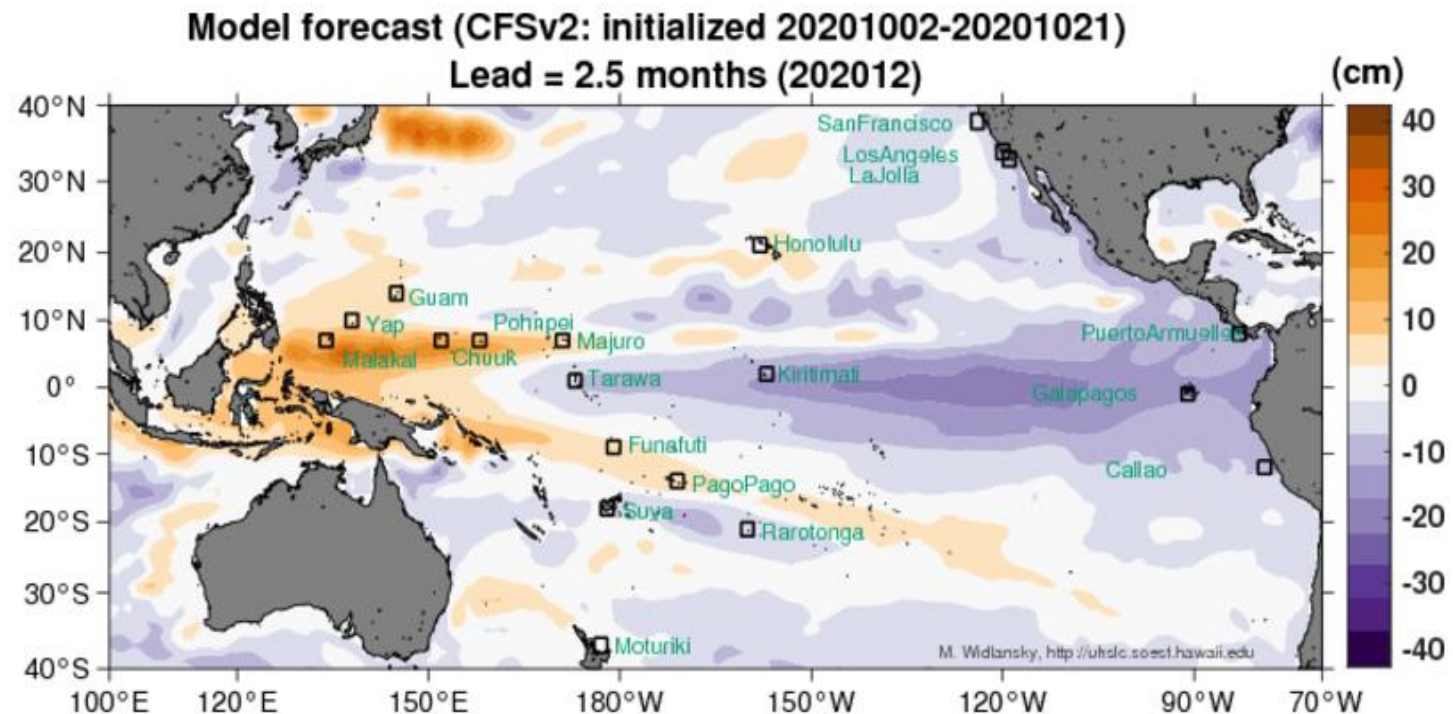 Model forecast (CFSv2: initialized 20201002-20201021)
Lead = 2.5 months (202012)
(cm)
40°N
30°N
20°N
10°N
0°
10°S
20°S
30°S
40°S
SanFrancisco
LosAngeles
LaJolla
Honolulu
Guam
Yap
Pohnpei
Malakal
Chuuk
Majuro
PuertoArmuelle
Tarawa
Kiritimati
Galapagos
Funafuti
PagoPago
Callao
Suva
Rarotonga
Moturiki
M. Widlansky, http://uhslc.soest.hawaii.edu
100°E 120°E 150°E 180°W 150°W 120°W 90°W 70°W
40
30
20
10
0
-10
-20
-30
-40